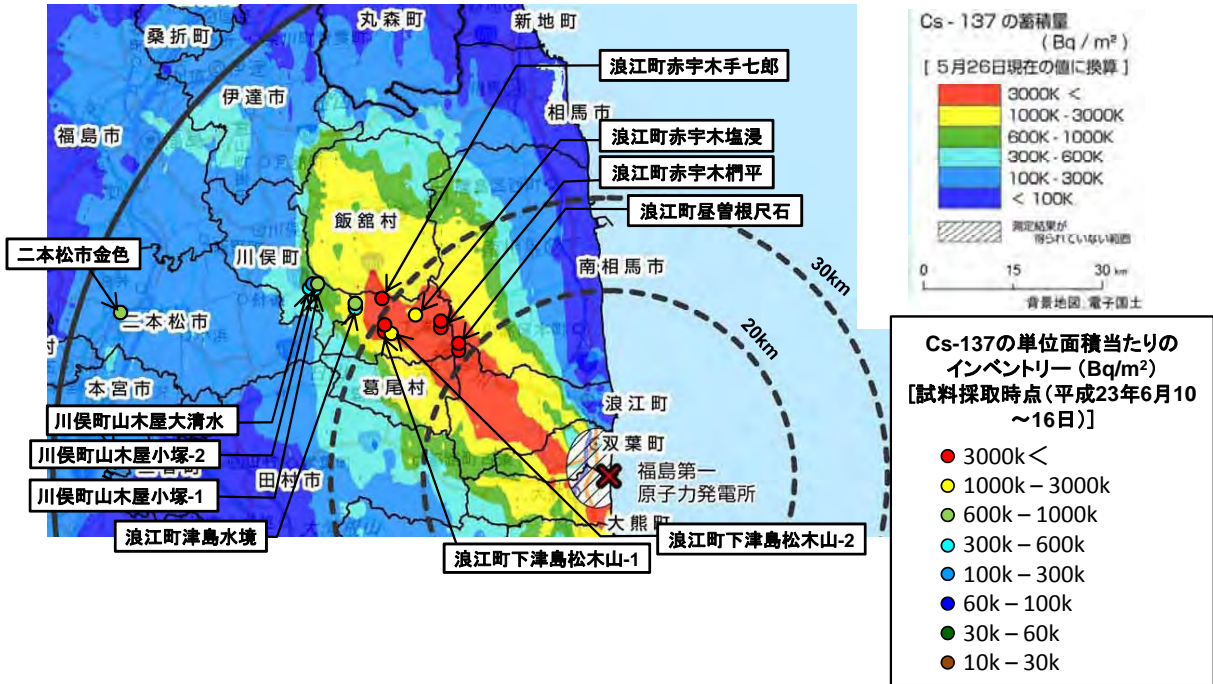 桑折町
丸森町
新地町
伊達市
相馬市
福島市
飯舘村
川俣町
南相馬市
二本松市
本宮市
葛尾村
浪江町
双葉町
福島第一
原子力発電所
大熊町
田村市
30km
20km
浪江町赤宇木手七郎
浪江町赤宇木塩浸
浪江町赤宇木椚平
浪江町昼曽根尺石
二本松市金色
川俣町山木屋大清水
川俣町山木屋小塚-2
川俣町山木屋小塚-1
浪江町津島水境
浪江町下津島松木山-1
浪江町下津島松木山-2
Cs - 137 の蓄積量
( Bq / m² )
[ 5月26日現在の値に換算 ]
3000K <
1000K - 3000K
600K - 1000K
300K - 600K
100K - 300K
< 100K
測定結果が
得られていない範囲
0 15 30 km
背景地図 電子国土
Cs-137の単位面積当たりの
インベントリー (Bq/m²)
[試料採取時点(平成23年6月10
～16日)]
3000k＜
1000k – 3000k
600k – 1000k
300k – 600k
100k – 300k
60k – 100k
30k – 60k
10k – 30k